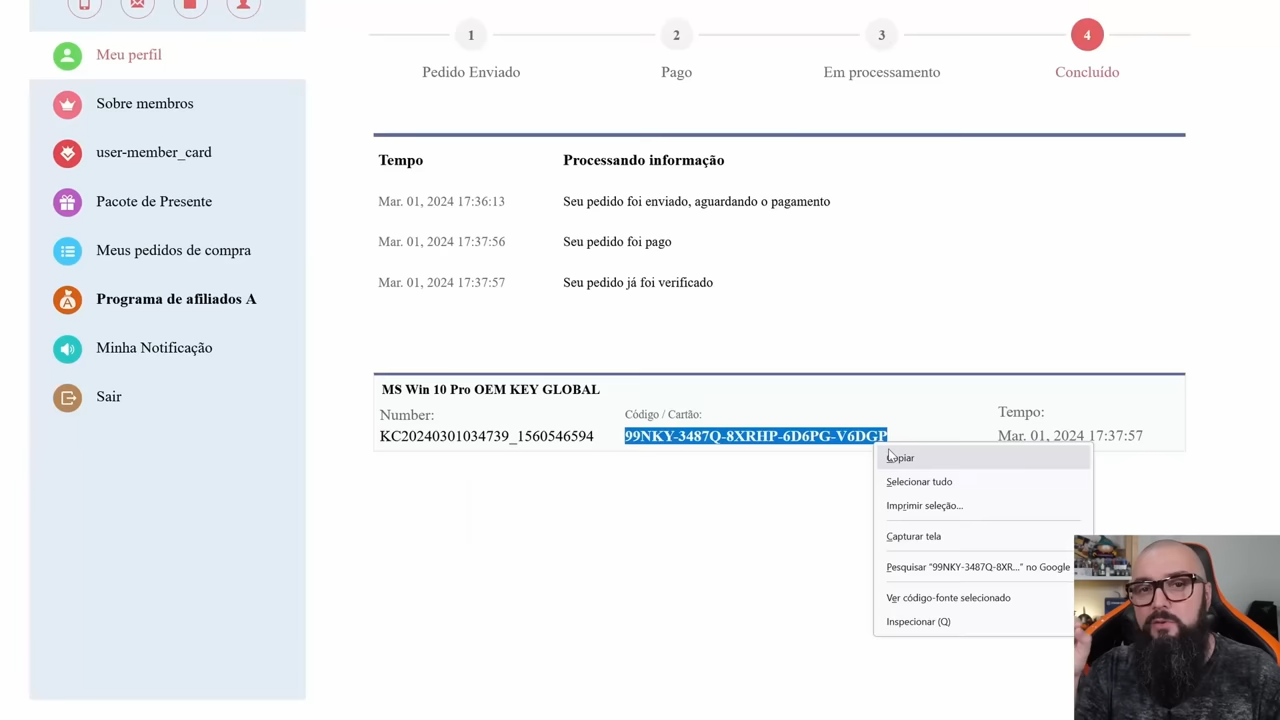 1
2
3
4
Pedido Enviado
Pago
Em processamento
Concluído
Meu perfil
Sobre membros
user-member_card
Pacote de Presente
Meus pedidos de compra
Programa de afiliados A
Minha Notificação
Sair
Tempo Processando informação
Mar. 01, 2024 17:36:13 Seu pedido foi enviado, aguardando o pagamento
Mar. 01, 2024 17:37:56 Seu pedido foi pago
Mar. 01, 2024 17:37:57 Seu pedido já foi verificado
MS Win 10 Pro OEM KEY GLOBAL
Number: Código / Cartão: Tempo:
KC20240301034739_1560546594 99NKY-3487Q-8XRHP-6D6PG-V6DGP Mar. 01, 2024 17:37:57
Copiar
Selecionar tudo
Imprimir seleção...
Capturar tela
Pesquisar "99NKY-3487Q-8XR..." no Google
Ver código-fonte selecionado
Inspecionar (Q)